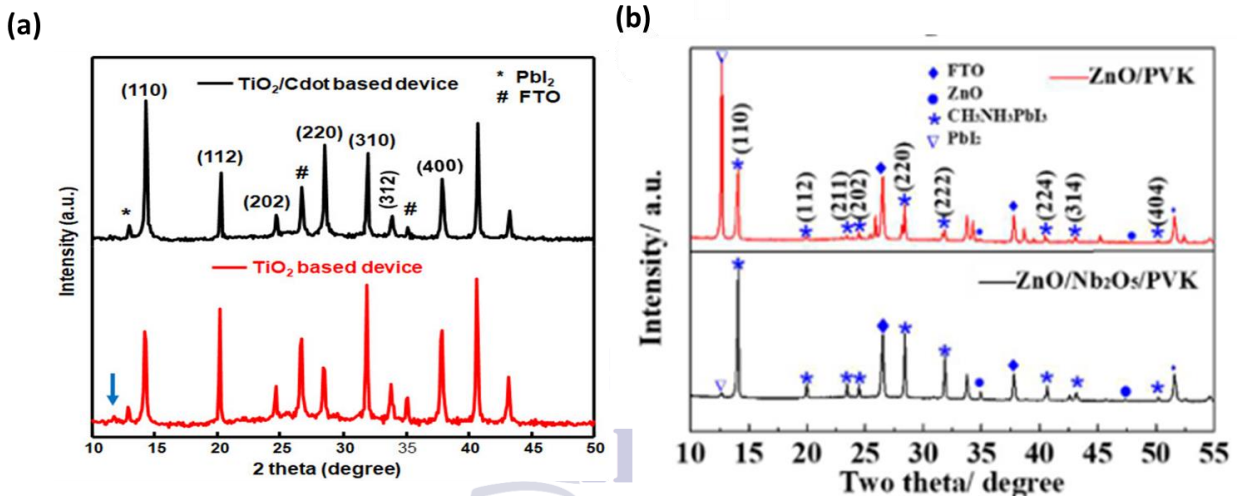 (a)
TiO₂/Cdot based device
* PbI₂
# FTO
(110)
(112)
(202)
#
(220)
(310)
(312)
#
(400)
*
TiO₂ based device
Intensity (a.u.)
10 15 20 25 30 35 40 45 50
2 theta (degree)
(b)
FTO
ZnO
CH₃NH₃PbI₃
PbI₂
ZnO/PVK
(110)
(112)
(211)
(202)
(220)
(222)
(224)
(314)
(404)
ZnO/Nb₂O₅/PVK
Intensity/ a.u.
10 15 20 25 30 35 40 45 50 55
Two theta/ degree